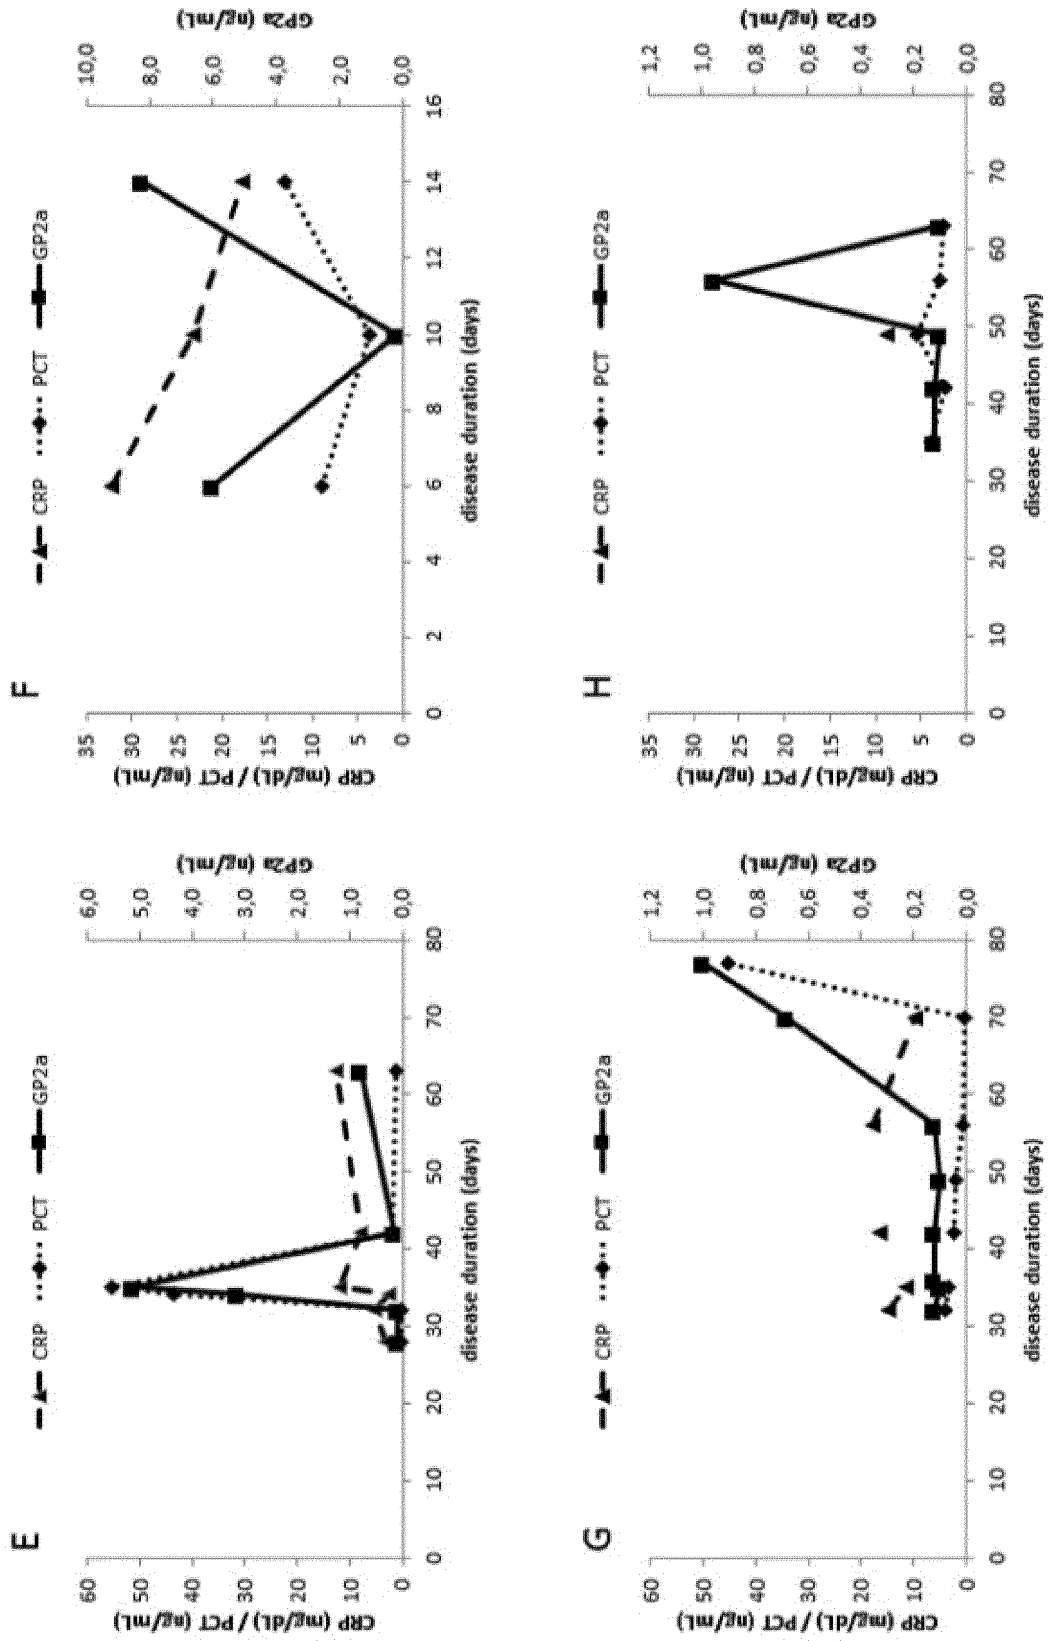 E
CRP PCT GP2a
CRP (mg/dL) / PCT (ng/mL)
60
50
40
30
20
10
0
GP2a (ng/mL)
6,0
5,0
4,0
3,0
2,0
1,0
0,0
0 10 20 30 40 50 60 70 80
disease duration (days)
F
CRP PCT GP2a
CRP (mg/dL) / PCT (ng/mL)
35
30
25
20
15
10
5
0
GP2a (ng/mL)
10,0
8,0
6,0
4,0
2,0
0,0
0 2 4 6 8 10 12 14 16
disease duration (days)
G
CRP PCT GP2a
CRP (mg/dL) / PCT (ng/mL)
60
50
40
30
20
10
0
GP2a (ng/mL)
1,2
1,0
0,8
0,6
0,4
0,2
0,0
0 10 20 30 40 50 60 70 80
disease duration (days)
H
CRP PCT GP2a
CRP (mg/dL) / PCT (ng/mL)
35
30
25
20
15
10
5
0
GP2a (ng/mL)
1,2
1,0
0,8
0,6
0,4
0,2
0,0
0 10 20 30 40 50 60 70 80
disease duration (days)